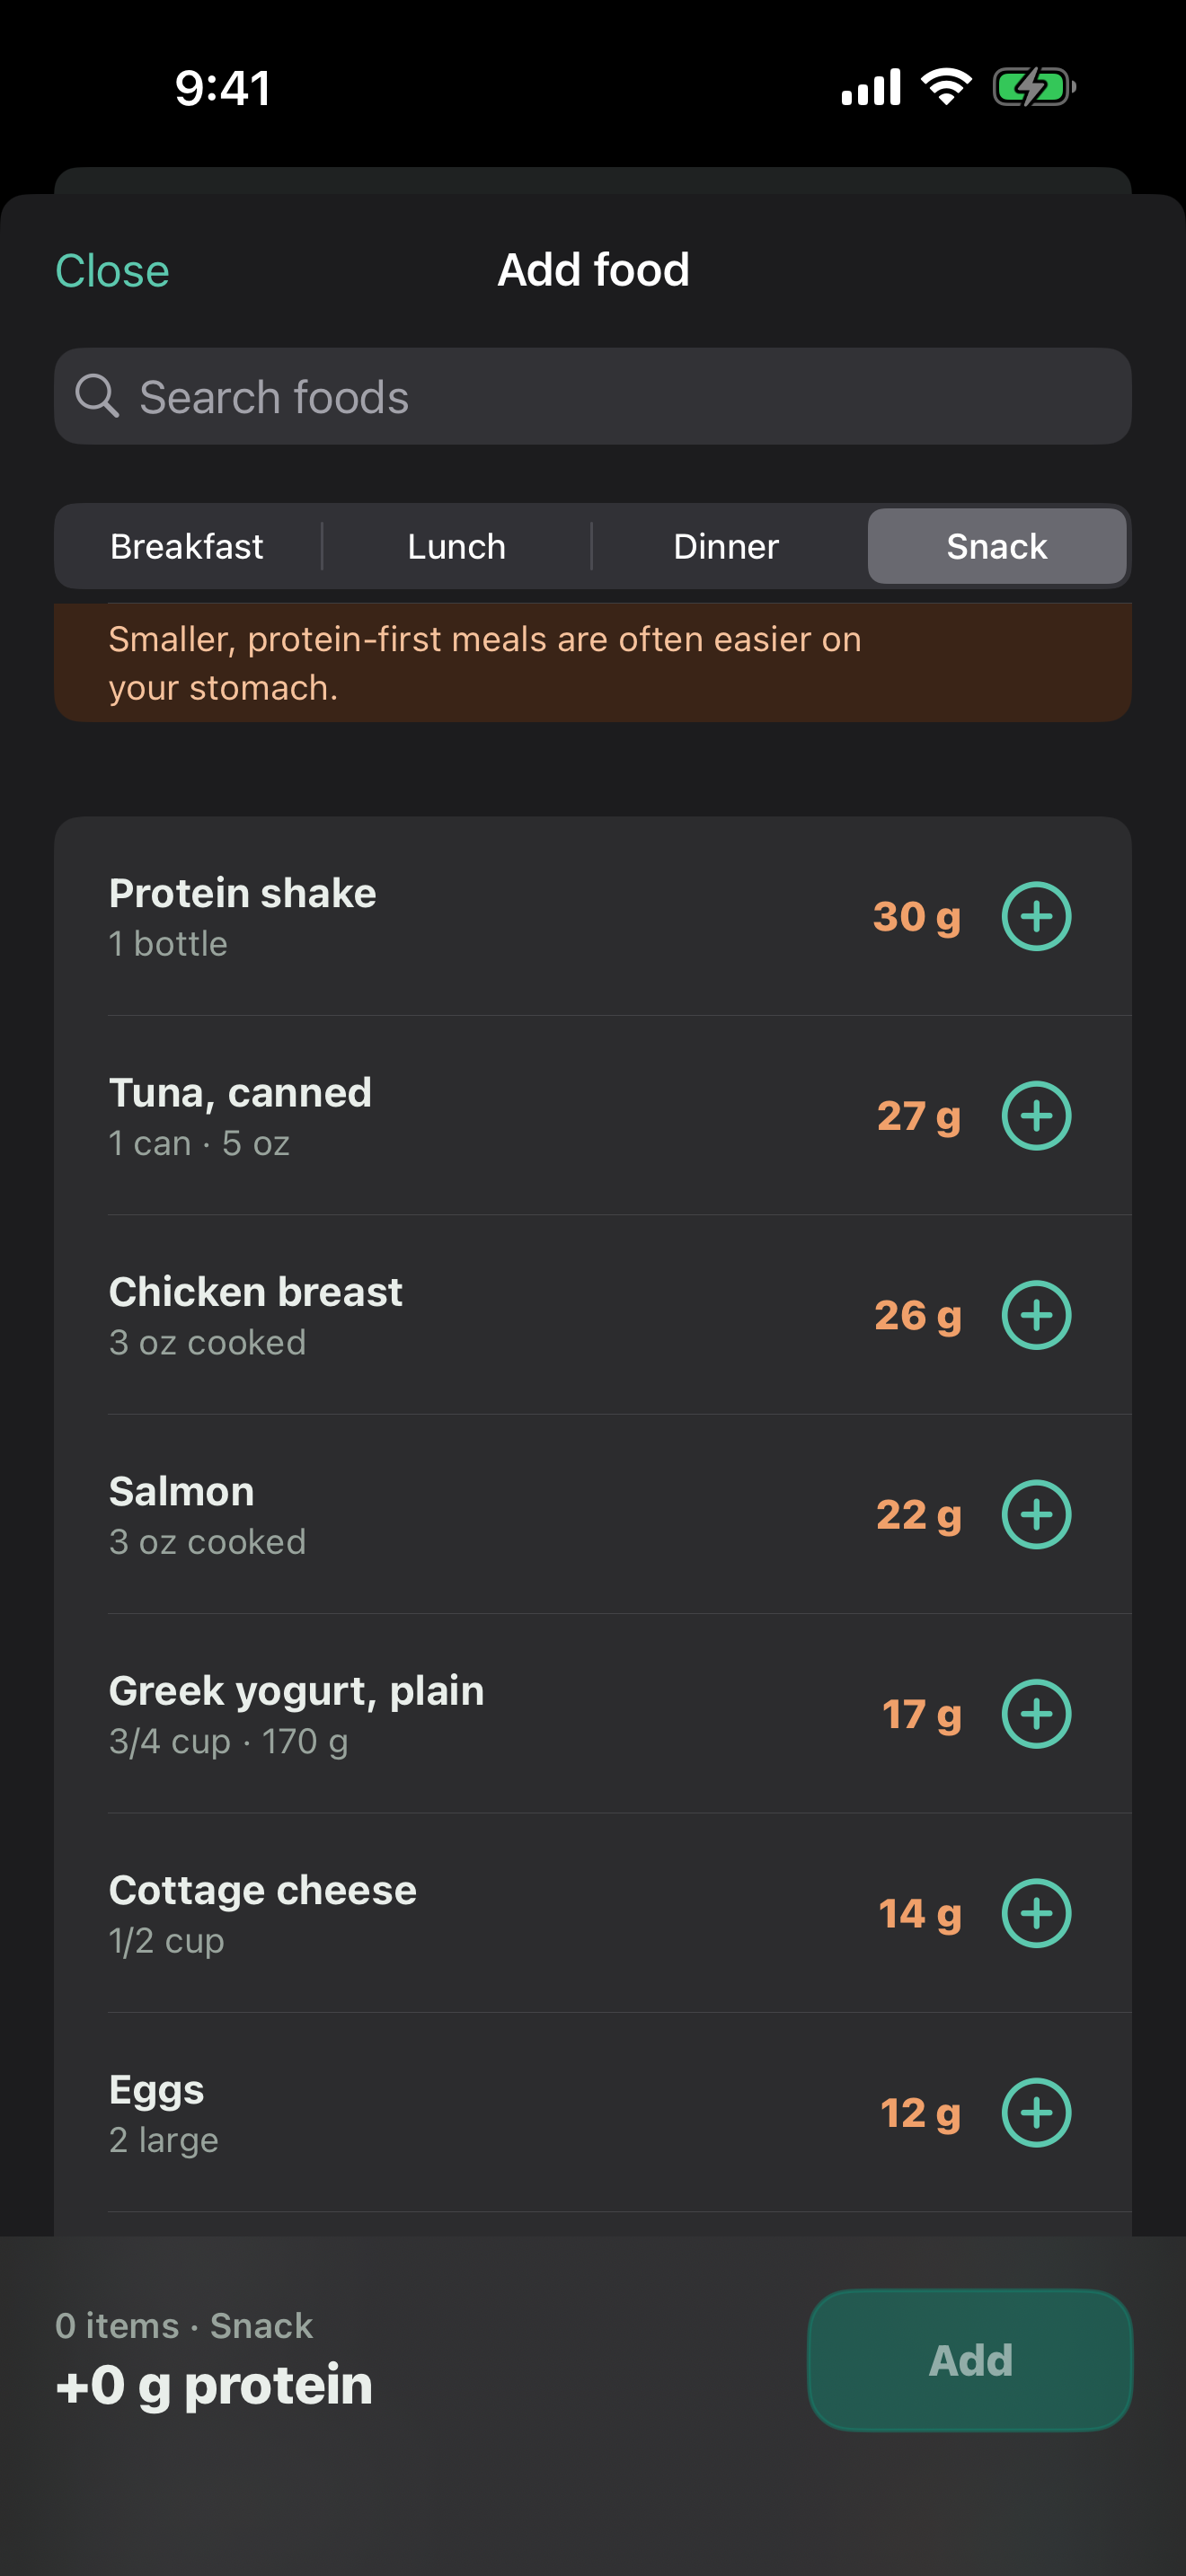 9:41
Close
Add food
Search foods
Breakfast
Lunch
Dinner
Snack
Smaller, protein-first meals are often easier on
your stomach.
Protein shake
1 bottle
30 g
Tuna, canned
1 can · 5 oz
27 g
Chicken breast
3 oz cooked
26 g
Salmon
3 oz cooked
22 g
Greek yogurt, plain
3/4 cup · 170 g
17 g
Cottage cheese
1/2 cup
14 g
Eggs
2 large
12 g
0 items · Snack
+0 g protein
Add